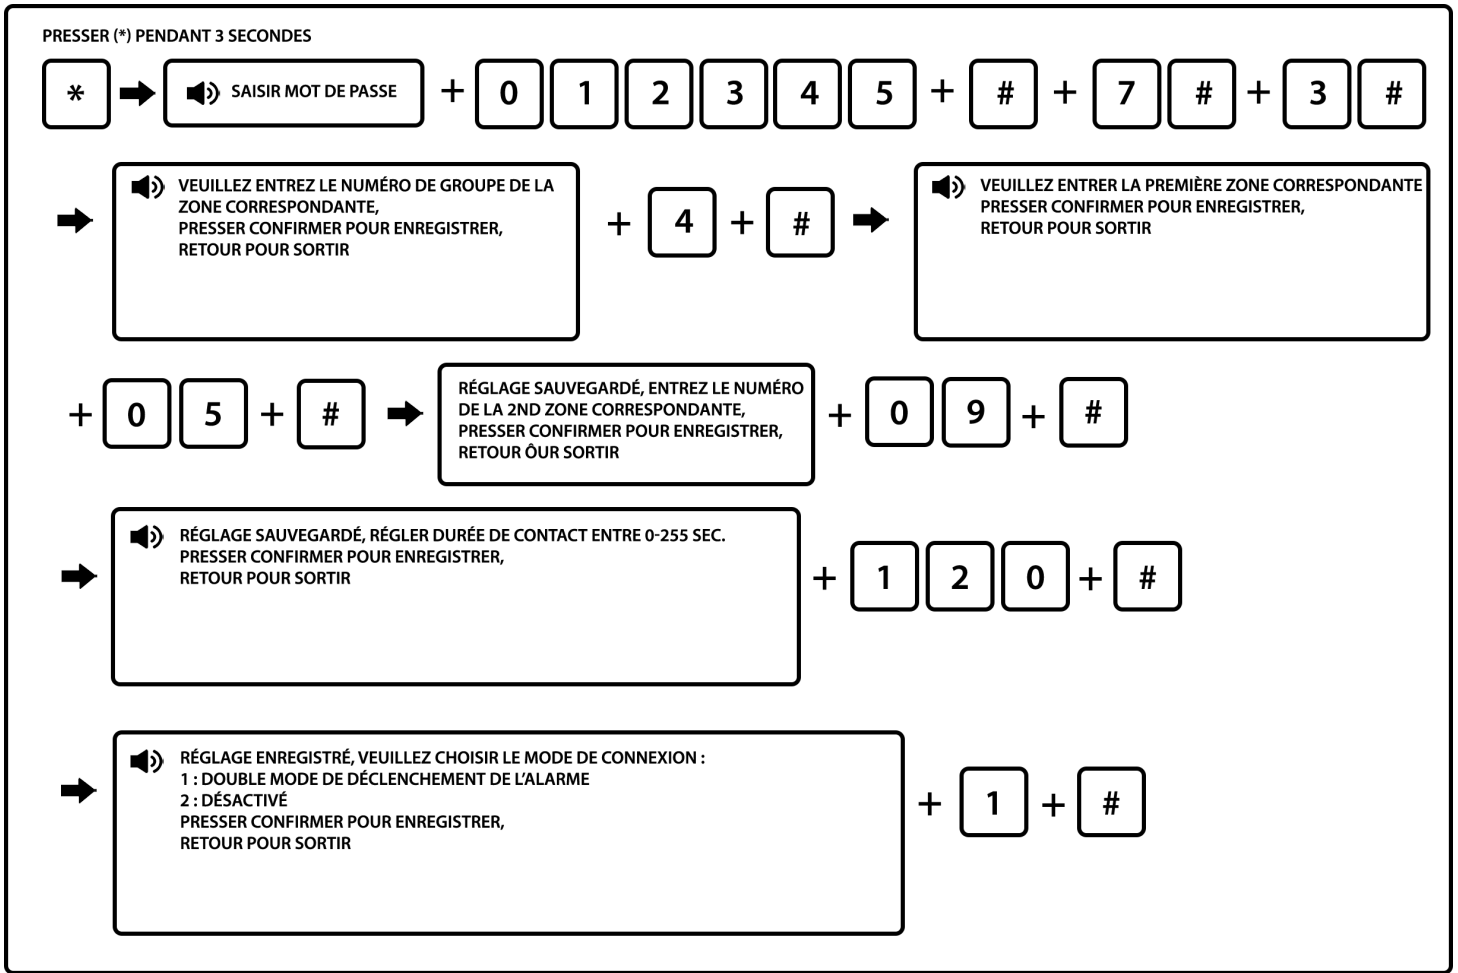 PRESSER (*) PENDANT 3 SECONDES
* SAISIR MOT DE PASSE + 0 1 2 3 4 5 + # + 7 # + 3 #
VEUILLEZ ENTREZ LE NUMÉRO DE GROUPE DE LA
ZONE CORRESPONDANTE,
PRESSER CONFIRMER POUR ENREGISTRER,
RETOUR POUR SORTIR
+ 4 + #
VEUILLEZ ENTRER LA PREMIÈRE ZONE CORRESPONDANTE
PRESSER CONFIRMER POUR ENREGISTRER,
RETOUR POUR SORTIR
+ 0 5 + #
RÉGLAGE SAUVEGARDÉ, ENTREZ LE NUMÉRO
DE LA 2ND ZONE CORRESPONDANTE,
PRESSER CONFIRMER POUR ENREGISTRER,
RETOUR ÔUR SORTIR
+ 0 9 + #
RÉGLAGE SAUVEGARDÉ, RÉGLER DURÉE DE CONTACT ENTRE 0-255 SEC.
PRESSER CONFIRMER POUR ENREGISTRER,
RETOUR POUR SORTIR
+ 1 2 0 + #
RÉGLAGE ENREGISTRÉ, VEUILLEZ CHOISIR LE MODE DE CONNEXION :
1 : DOUBLE MODE DE DÉCLENCHEMENT DE L'ALARME
2 : DÉSACTIVÉ
PRESSER CONFIRMER POUR ENREGISTRER,
RETOUR POUR SORTIR
+ 1 + #